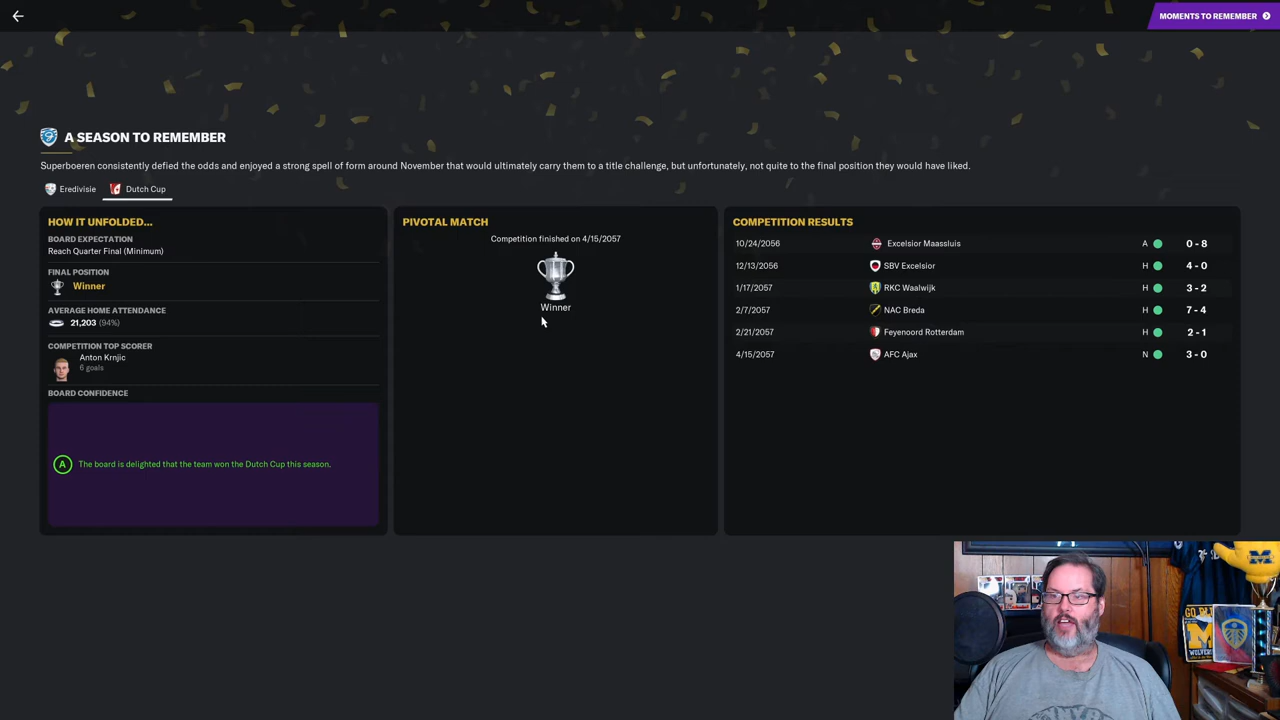 MOMENTS TO REMEMBER
A SEASON TO REMEMBER
Superboeren consistently defied the odds and enjoyed a strong spell of form around November that would ultimately carry them to a title challenge, but unfortunately, not quite to the final position they would have liked.
Eredivisie Dutch Cup
HOW IT UNFOLDED...
BOARD EXPECTATION
Reach Quarter Final (Minimum)
FINAL POSITION
Winner
AVERAGE HOME ATTENDANCE
21,203 (94%)
COMPETITION TOP SCORER
Anton Krnjic
6 goals
BOARD CONFIDENCE
A The board is delighted that the team won the Dutch Cup this season.
PIVOTAL MATCH
Competition finished on 4/15/2057
Winner
COMPETITION RESULTS
10/24/2056 Excelsior Maassluis A 0 - 8
12/13/2056 SBV Excelsior H 4 - 0
1/17/2057 RKC Waalwijk H 3 - 2
2/7/2057 NAC Breda H 7 - 4
2/21/2057 Feyenoord Rotterdam H 2 - 1
4/15/2057 AFC Ajax N 3 - 0
M
GO BLUE
M
WOLVERINES